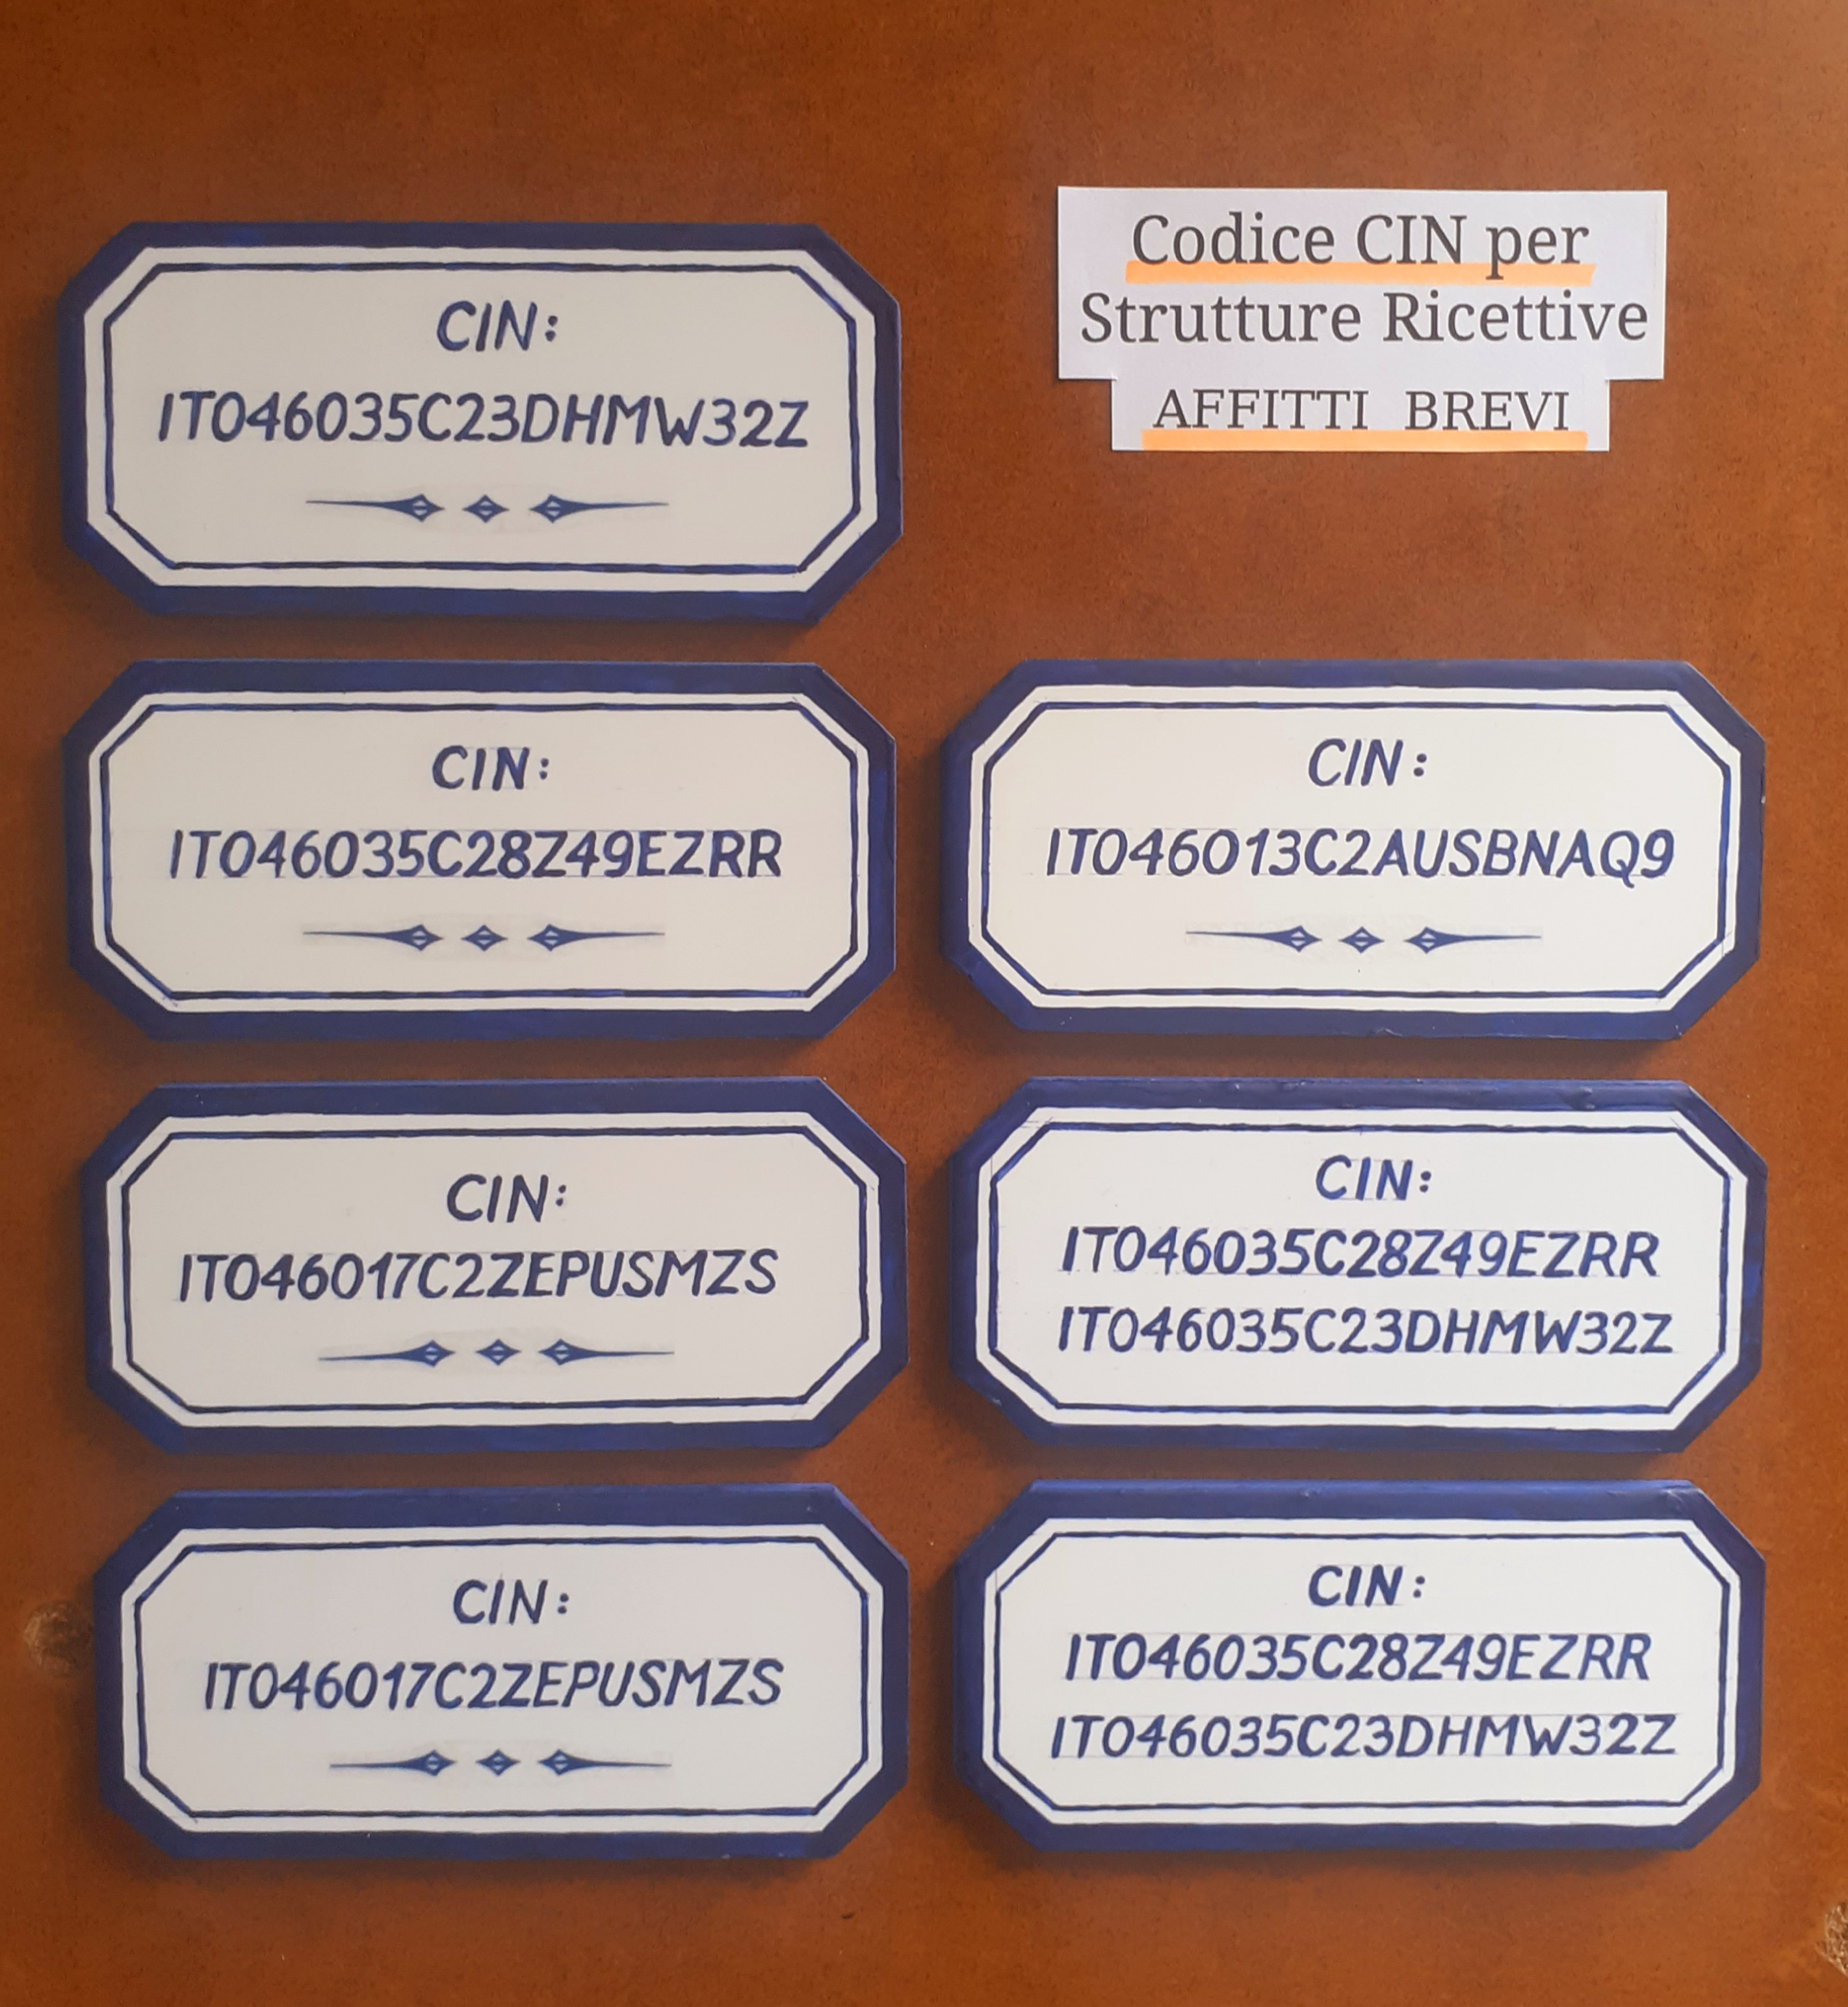 CIN:
IT046035C23DHMW32Z
Codice CIN per
Strutture Ricettive
AFFITTI BREVI
CIN:
IT046035C28Z49EZRR
CIN:
IT046013C2AUSBNAQ9
CIN:
IT046017C2ZEPUSMZS
CIN:
IT046035C28Z49EZRR
IT046035C23DHMW32Z
CIN:
IT046017C2ZEPUSMZS
CIN:
IT046035C28Z49EZRR
IT046035C23DHMW32Z